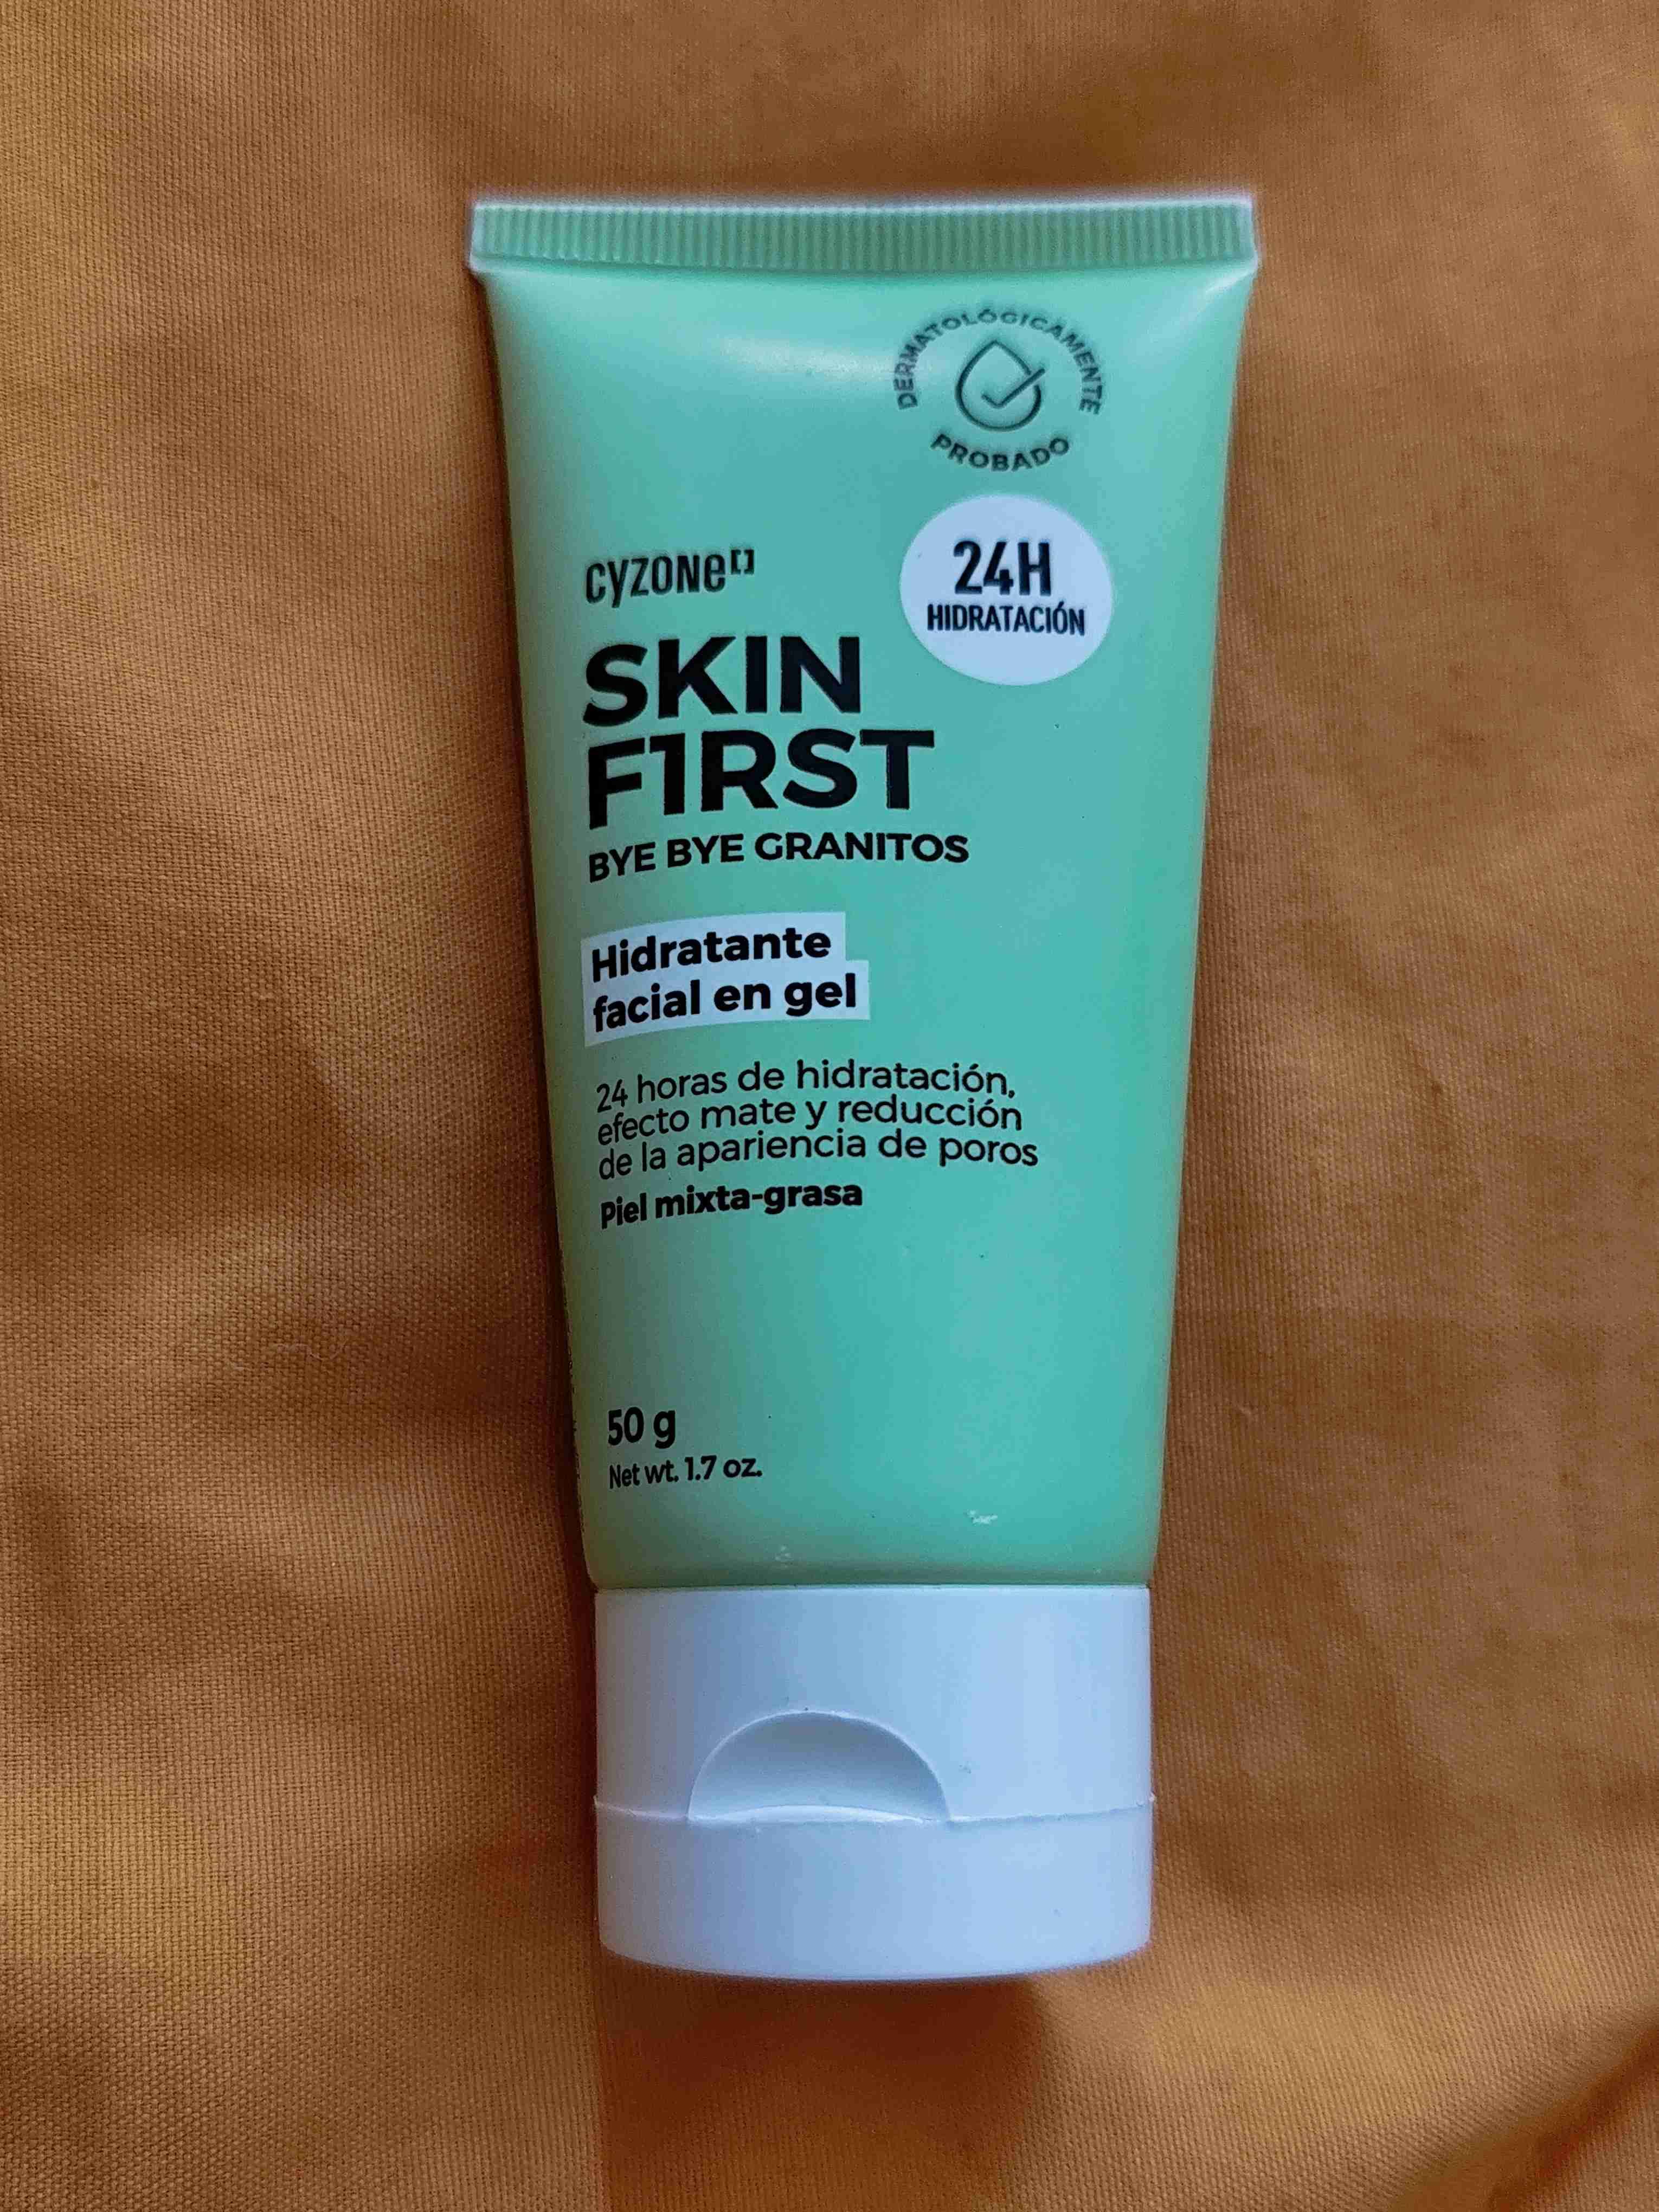 DERMATOLÓGICAMENTE
PROBADO
24H
HIDRATACIÓN
cyzone
SKIN
F1RST
BYE BYE GRANITOS
Hidratante
facial en gel
24 horas de hidratación,
efecto mate y reducción
de la apariencia de poros
Piel mixta-grasa
50 g
Net wt. 1.7 oz.